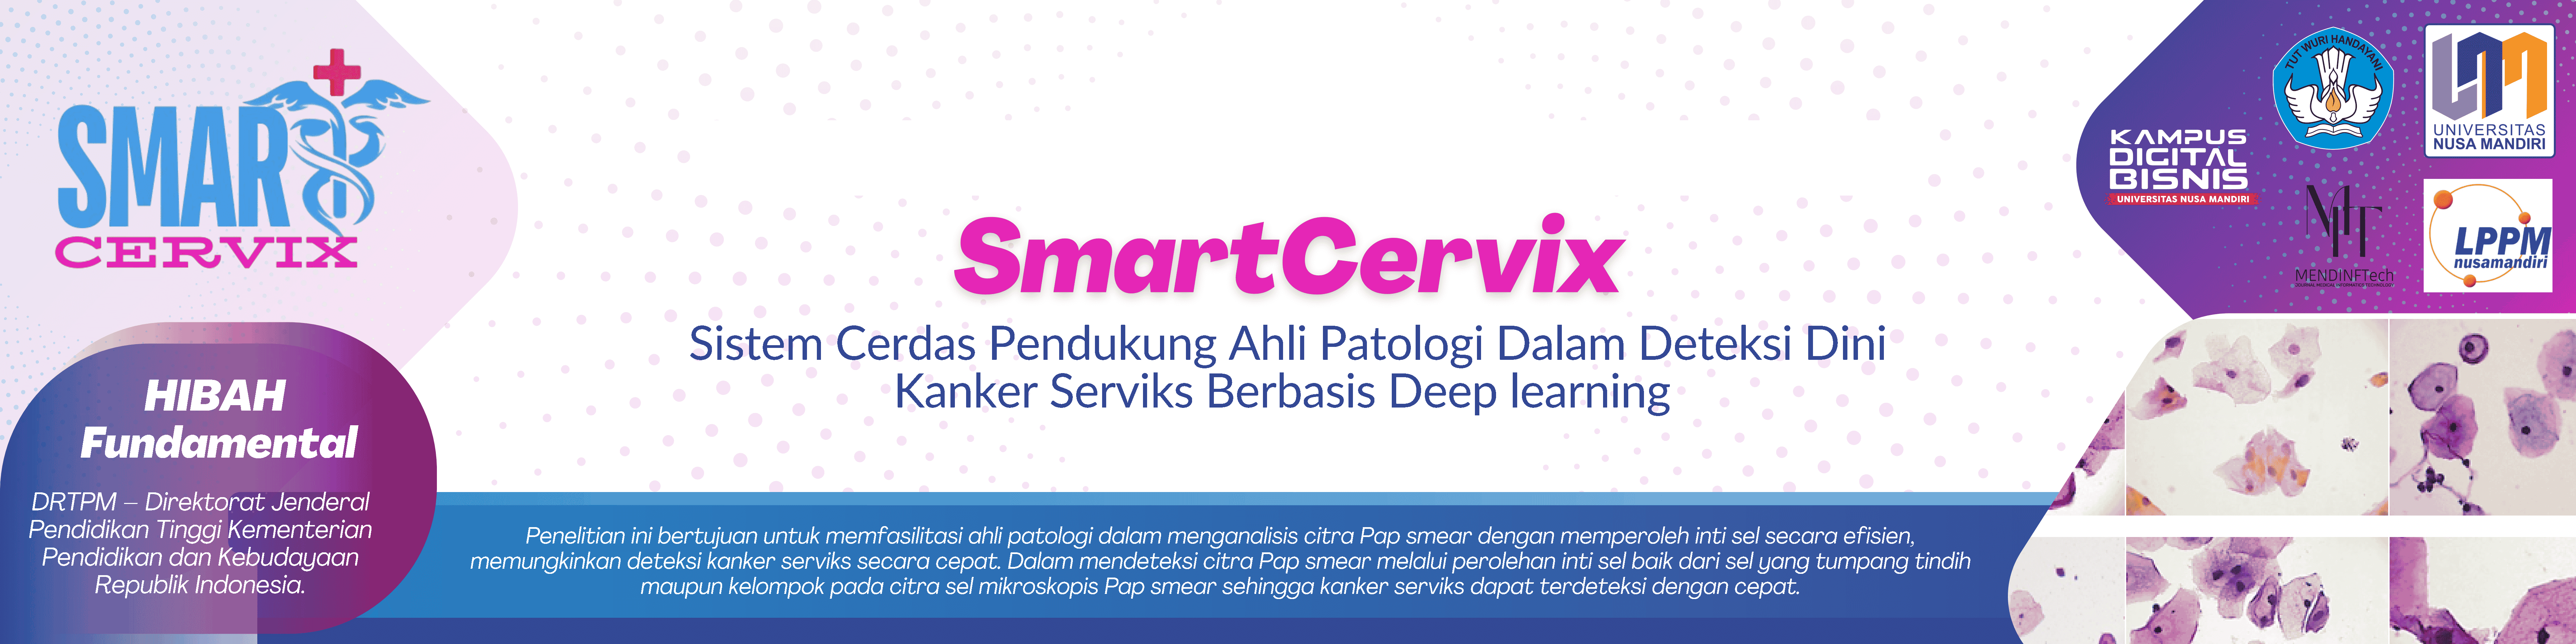 SMART
CERVIX
HIBAH
Fundamental
DRTPM – Direktorat Jenderal
Pendidikan Tinggi Kementerian
Pendidikan dan Kebudayaan
Republik Indonesia.
SmartCervix
Sistem Cerdas Pendukung Ahli Patologi Dalam Deteksi Dini
Kanker Serviks Berbasis Deep learning
Penelitian ini bertujuan untuk memfasilitasi ahli patologi dalam menganalisis citra Pap smear dengan memperoleh inti sel secara efisien,
memungkinkan deteksi kanker serviks secara cepat. Dalam mendeteksi citra Pap smear melalui perolehan inti sel baik dari sel yang tumpang tindih
maupun kelompok pada citra sel mikroskopis Pap smear sehingga kanker serviks dapat terdeteksi dengan cepat.
KAMPUS
DIGITAL
BISNIS
UNIVERSITAS NUSA MANDIRI
TUT WURI HANDAYANI
UNIVERSITAS
NUSA MANDIRI
MENDINFTech
JOURNAL MEDICAL INFORMATICS TECHNOLOGY
LPPM
nusamandiri